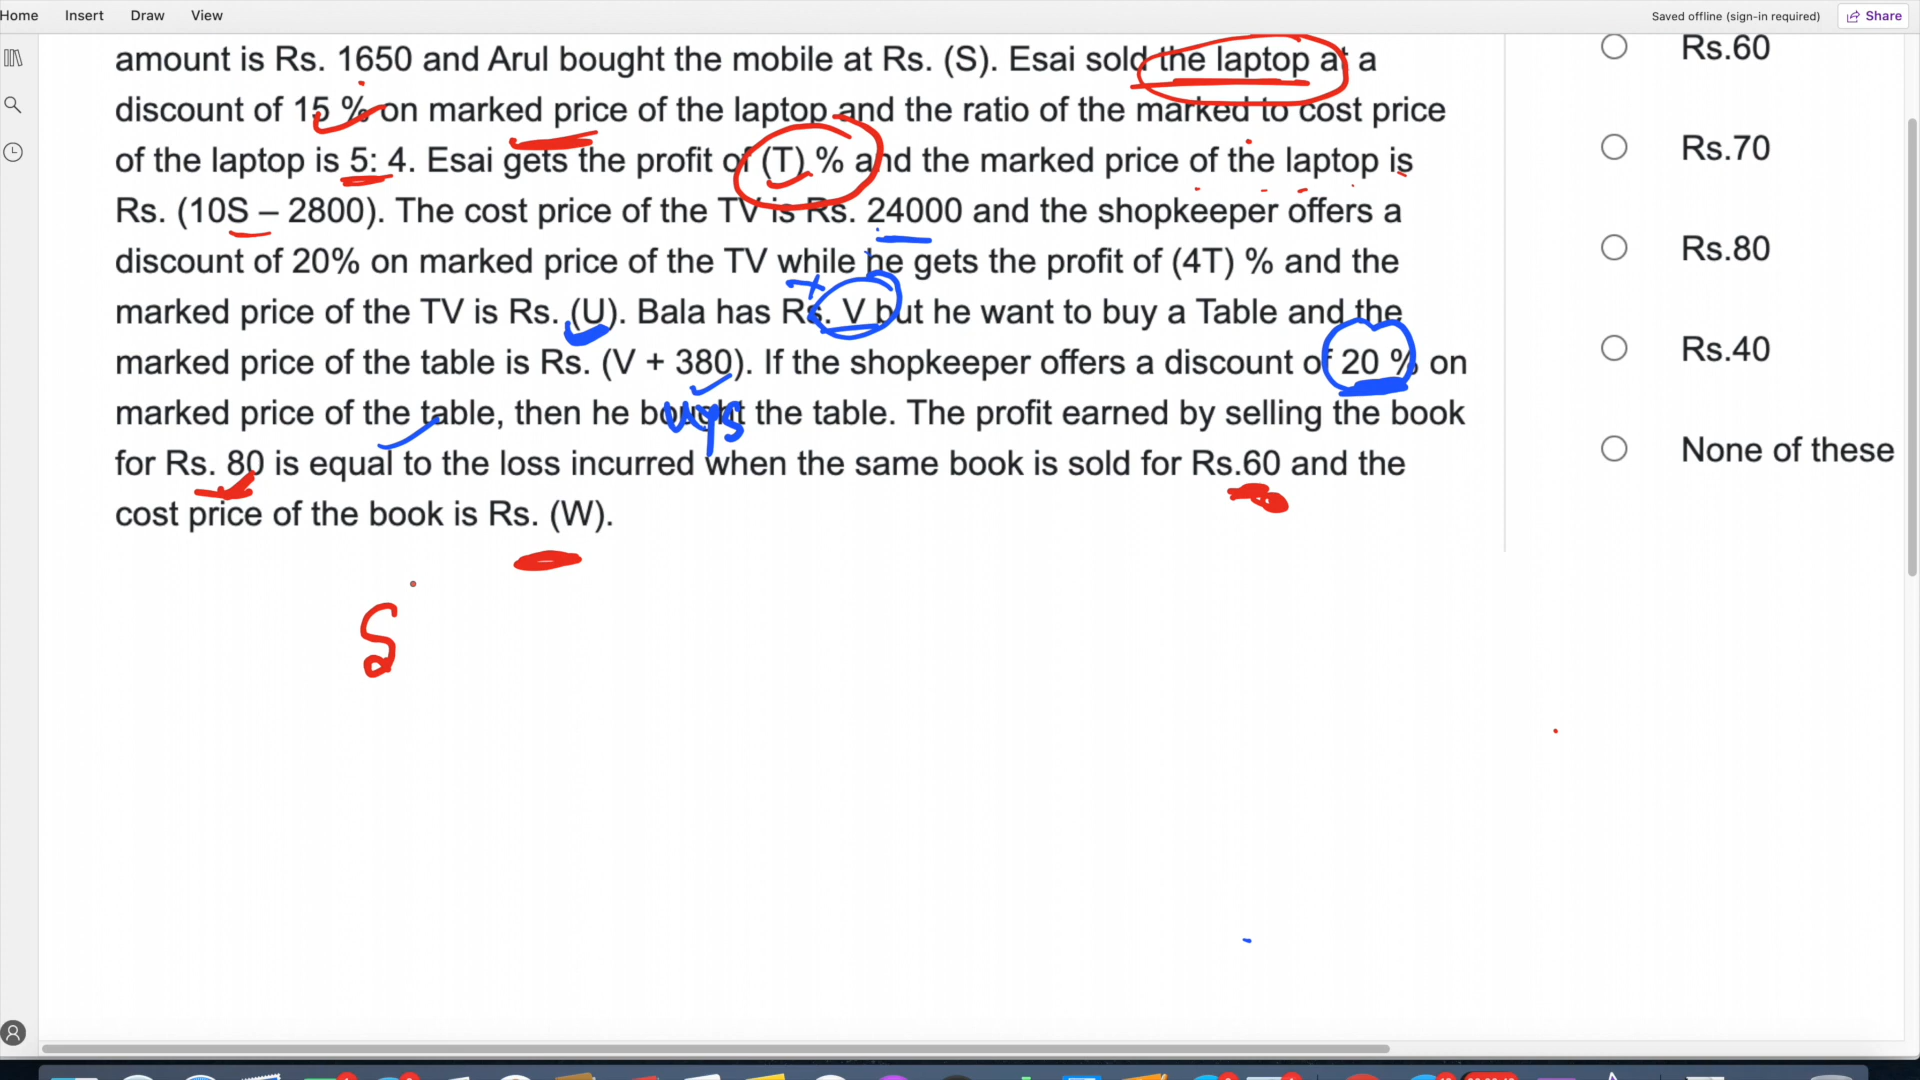 Home Insert Draw View Saved offline (sign-in required) Share
amount is Rs. 1650 and Arul bought the mobile at Rs. (S). Esai sold the laptop at a
discount of 15 % on marked price of the laptop and the ratio of the marked to cost price
of the laptop is 5: 4. Esai gets the profit of (T) % and the marked price of the laptop is
Rs. (10S – 2800). The cost price of the TV is Rs. 24000 and the shopkeeper offers a
discount of 20% on marked price of the TV while he gets the profit of (4T) % and the
marked price of the TV is Rs. (U). Bala has Rs. V but he want to buy a Table and the
marked price of the table is Rs. (V + 380). If the shopkeeper offers a discount of 20 % on
marked price of the table, then he bought the table. The profit earned by selling the book
for Rs. 80 is equal to the loss incurred when the same book is sold for Rs.60 and the
cost price of the book is Rs. (W).
S
Rs.60
Rs.70
Rs.80
Rs.40
None of these